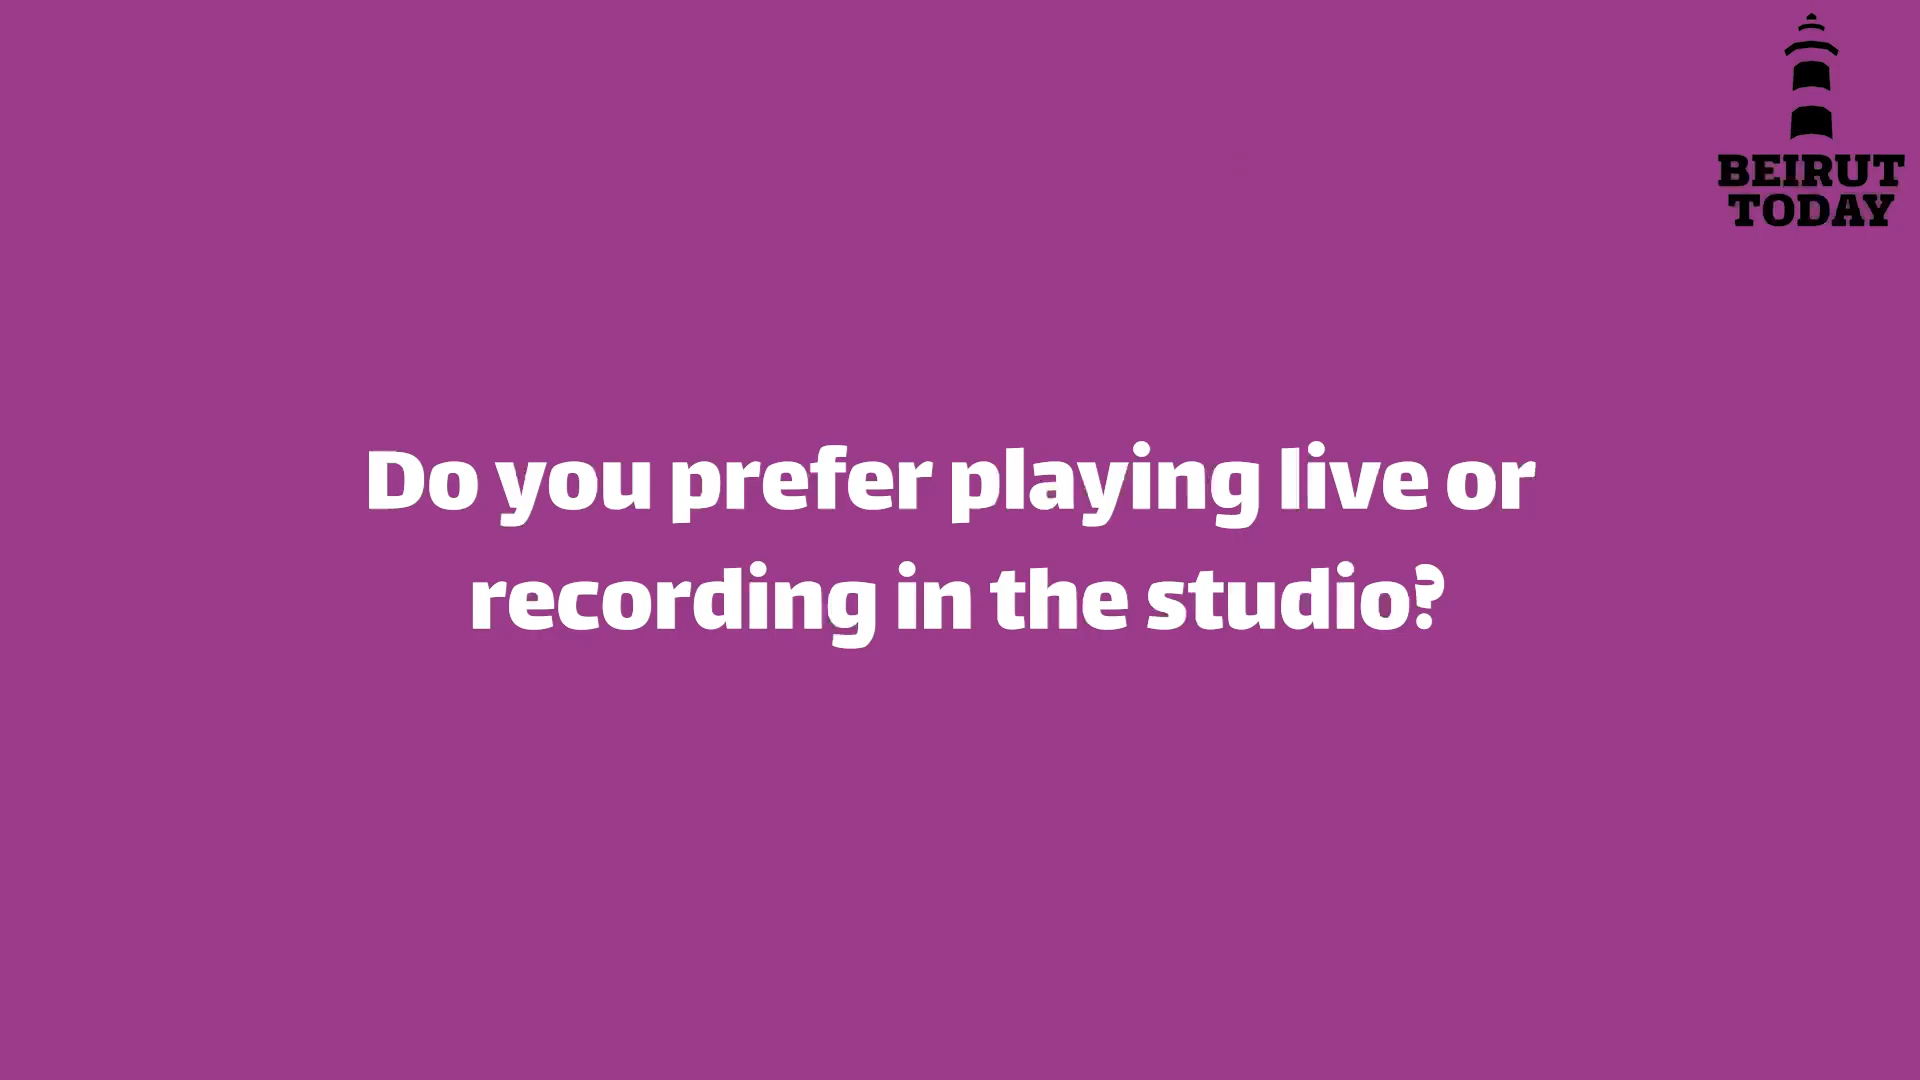 BEIRUT
TODAY
Do you prefer playing live or
recording in the studio?